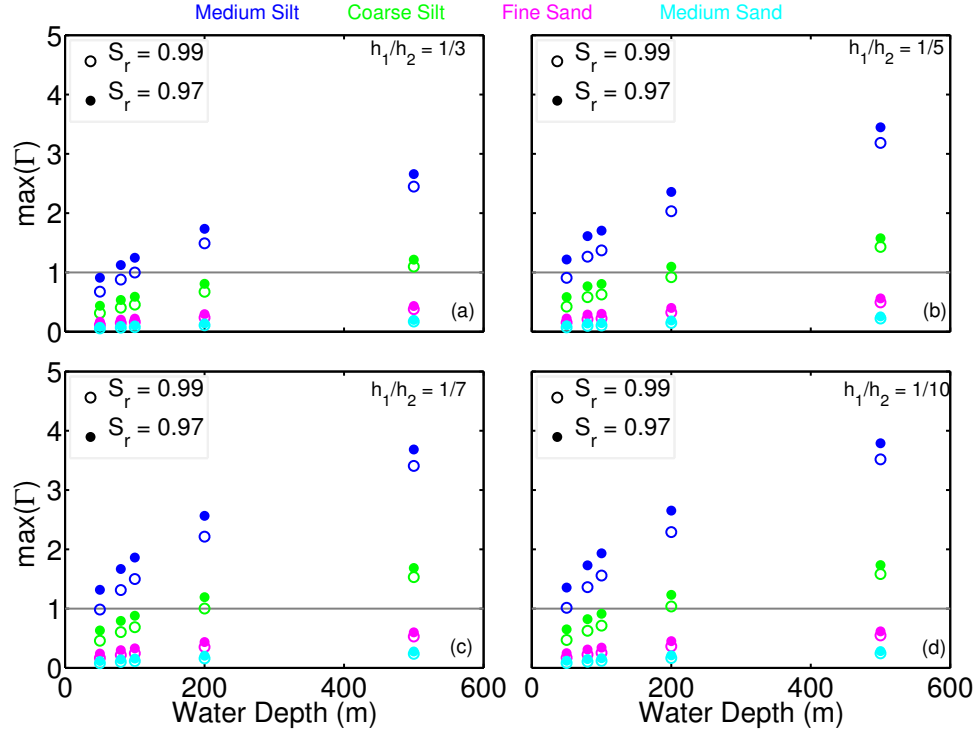 Medium Silt Coarse Silt Fine Sand Medium Sand
5 S_r = 0.99 h_1/h_2 = 1/3 S_r = 0.99 h_1/h_2 = 1/5
4 S_r = 0.97 S_r = 0.97
3
max(Γ)
2
1
0 (a) (b)
5 S_r = 0.99 h_1/h_2 = 1/7 S_r = 0.99 h_1/h_2 = 1/10
4 S_r = 0.97 S_r = 0.97
3
max(Γ)
2
1
0 (c) (d)
0 200 400 600 0 200 400 600
Water Depth (m) Water Depth (m)